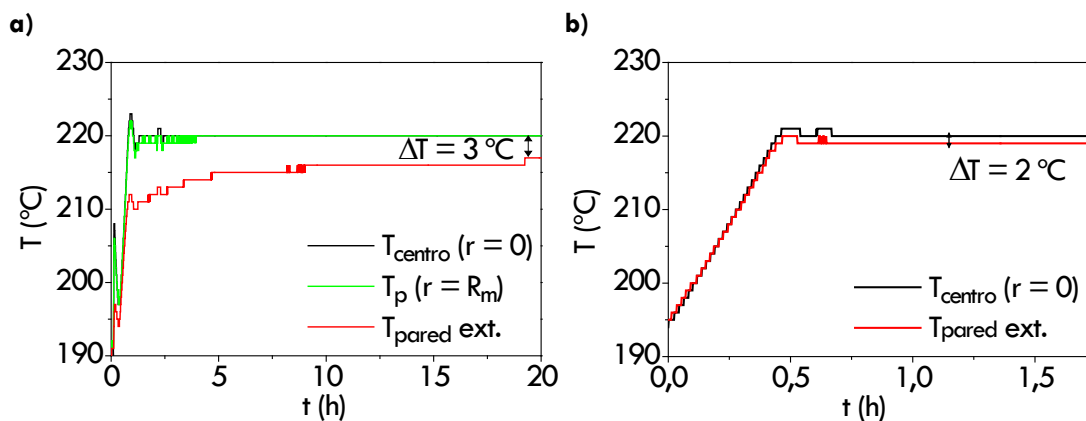 a)
230
220
210
200
190
T (°C)
ΔT = 3 °C
T_centro (r = 0)
T_p (r = R_m)
T_pared ext.
0 5 10 15 20
t (h)
b)
230
220
210
200
190
T (°C)
ΔT = 2 °C
T_centro (r = 0)
T_pared ext.
0,0 0,5 1,0 1,5
t (h)